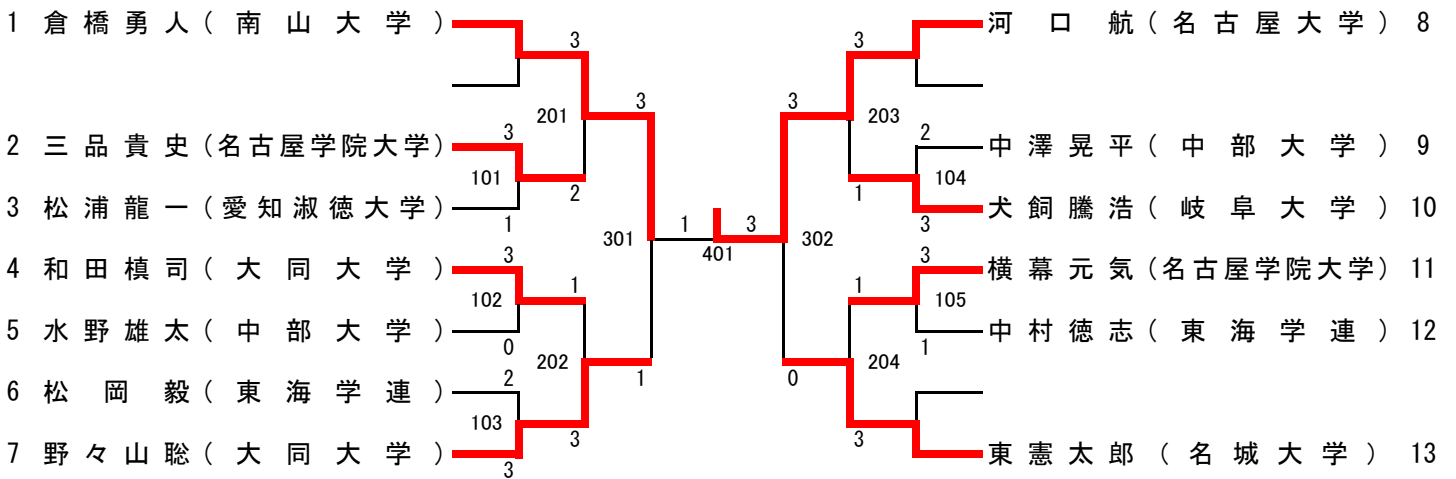 1 倉橋勇人(南山大学)
3
201
3
2 三品貴史(名古屋学院大学)
3
101
2
3 松浦龍一(愛知淑徳大学)
1
301
1
401
4 和田槙司(大同大学)
3
102
1
5 水野雄太(中部大学)
0
202
1
6 松岡毅(東海学連)
2
103
3
7 野々山聡(大同大学)
3
3
河口航(名古屋大学) 8
3
203
2
中澤晃平(中部大学) 9
104
1
犬飼騰浩(岐阜大学) 10
3
3
302
3
横幕元気(名古屋学院大学) 11
1
105
中村徳志(東海学連) 12
1
204
0
3
東憲太郎(名城大学) 13